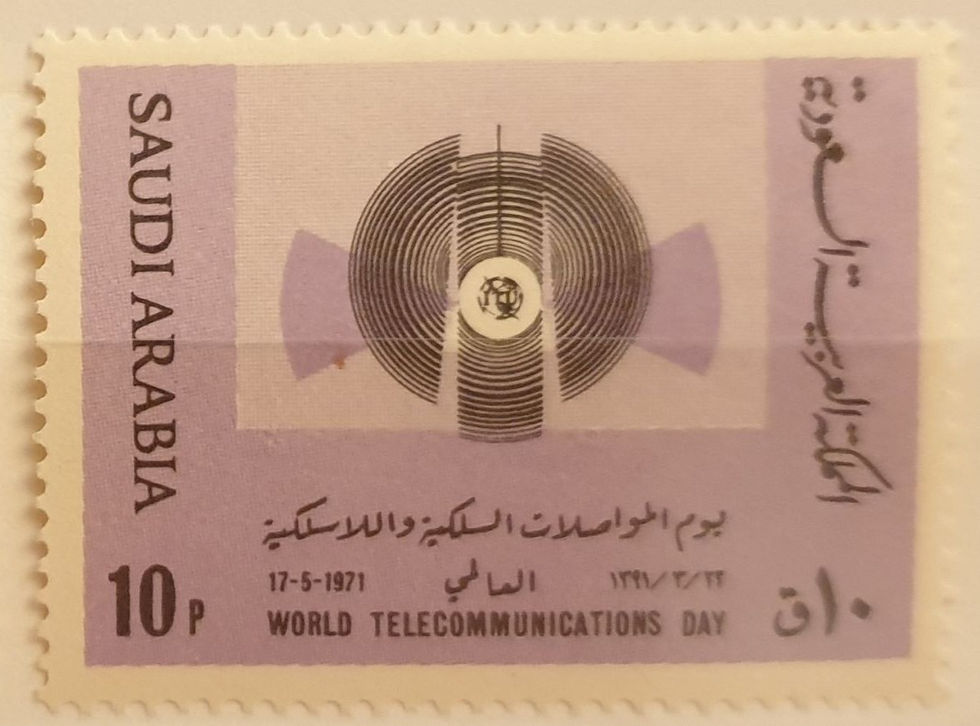 SAUDI ARABIA
المملكة العربية السعودية
يوم المواصلات السلكية واللاسلكية
17-5-1971 العالمي ١٣٩١/٣/٢٢
WORLD TELECOMMUNICATIONS DAY
10 P
١٠ ق